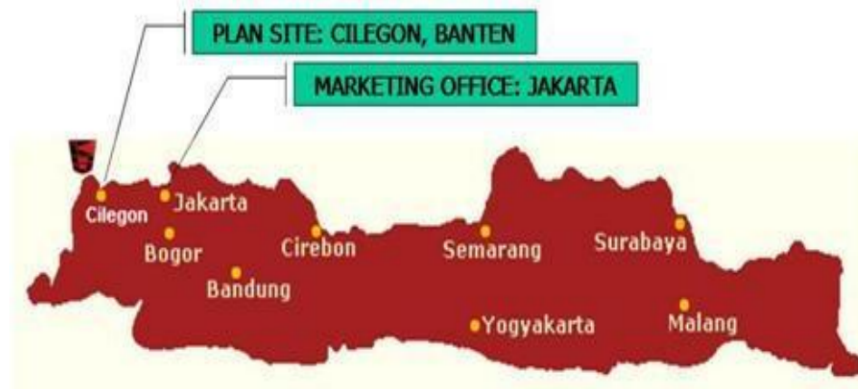 PLAN SITE: CILEGON, BANTEN
MARKETING OFFICE: JAKARTA
Cilegon
Jakarta
Bogor
Bandung
Cirebon
Semarang
Surabaya
Yogyakarta
Malang